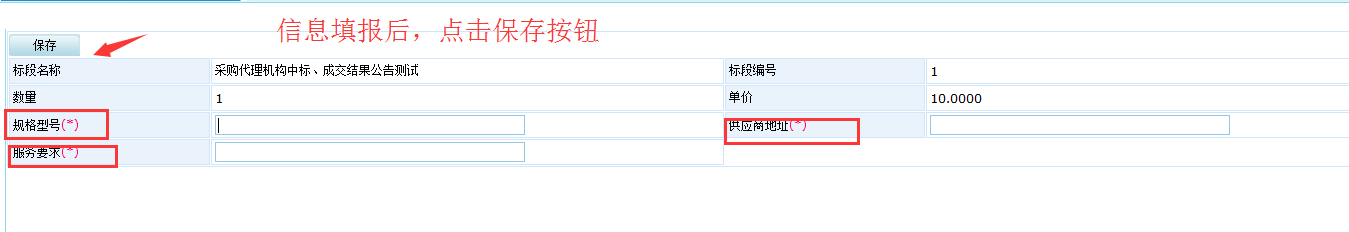 信息填报后，点击保存按钮
保存
标段名称 采购代理机构中标、成交结果公告测试 标段编号 1
数量 1 单价 10.0000
规格型号(*) 供应商地址(*)
服务要求(*)